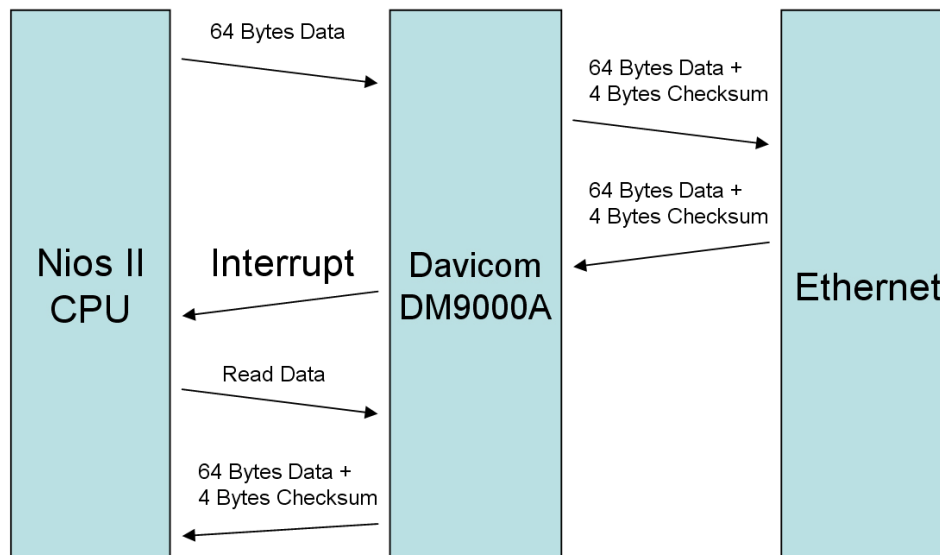 64 Bytes Data
64 Bytes Data +
4 Bytes Checksum
64 Bytes Data +
4 Bytes Checksum
Nios II
CPU
Interrupt
Davicom
DM9000A
Ethernet
Read Data
64 Bytes Data +
4 Bytes Checksum